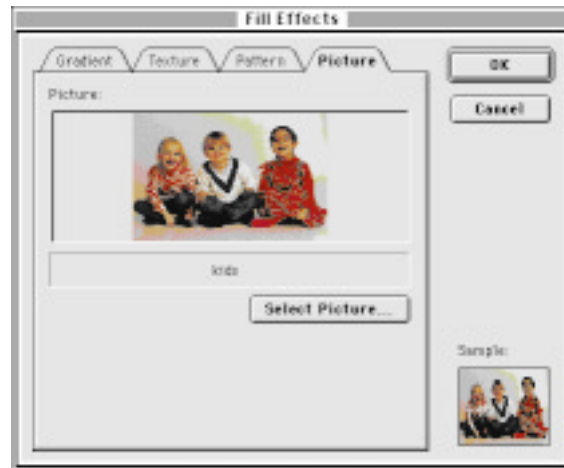 Fill Effects
Gradient Texture Pattern Picture
OK
Picture:
Cancel
kids
Select Picture...
Sample: